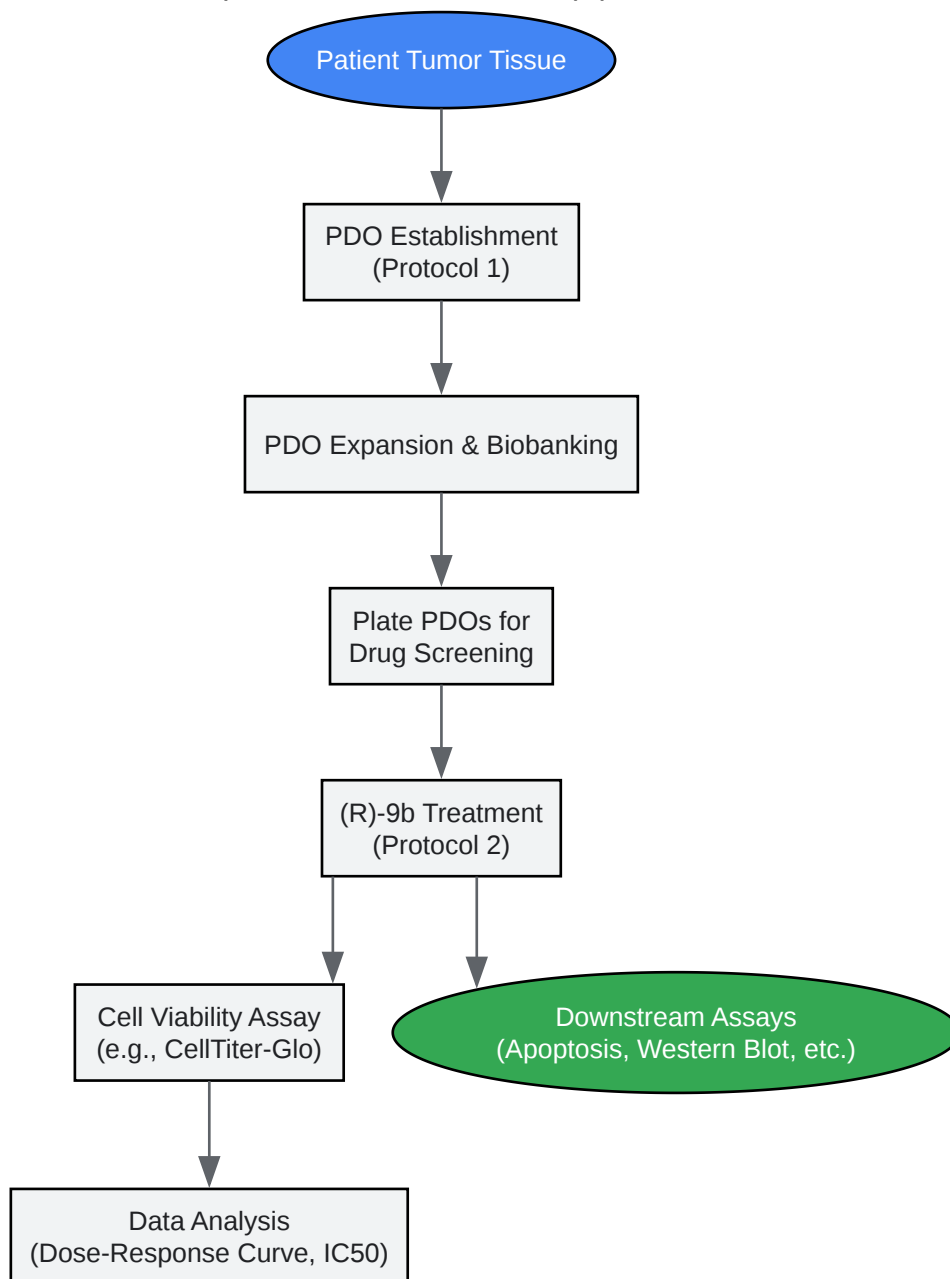 Patient Tumor Tissue
PDO Establishment
(Protocol 1)
PDO Expansion & Biobanking
Plate PDOs for
Drug Screening
(R)-9b Treatment
(Protocol 2)
Cell Viability Assay
(e.g., CellTiter-Glo)
Downstream Assays
(Apoptosis, Western Blot, etc.)
Data Analysis
(Dose-Response Curve, IC50)